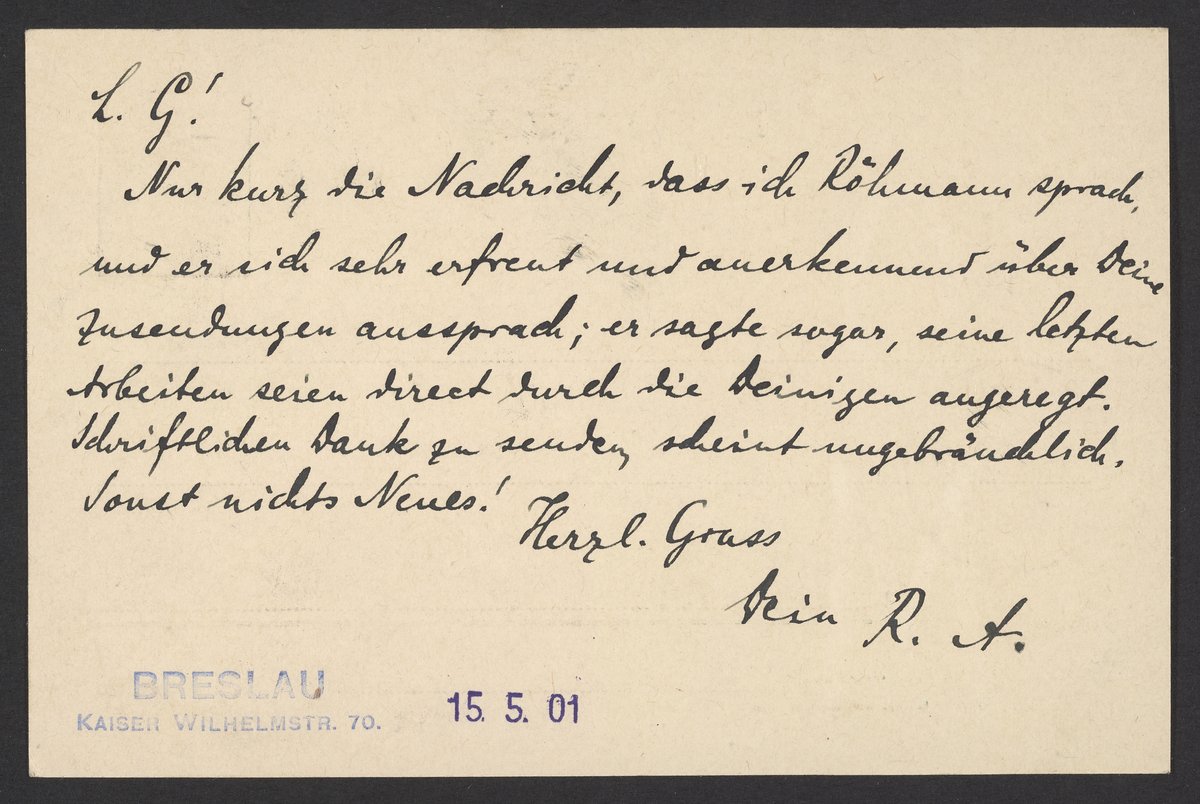 L. G!
Nur kurz die Nachricht, dass ich Röhmann sprach,
und er sich sehr erfreut und anerkennend über Deine
Zusendungen aussprach; er sagte sogar, seine letzten
Arbeiten seien direct durch die Deinigen angeregt.
Schriftlichen Dank zu senden, scheint ungebräuchlich.
Sonst nichts Neues!
Herzl. Gruss
Dein R. A.
BRESLAU
KAISER WILHELMSTR. 70.
15. 5. 01